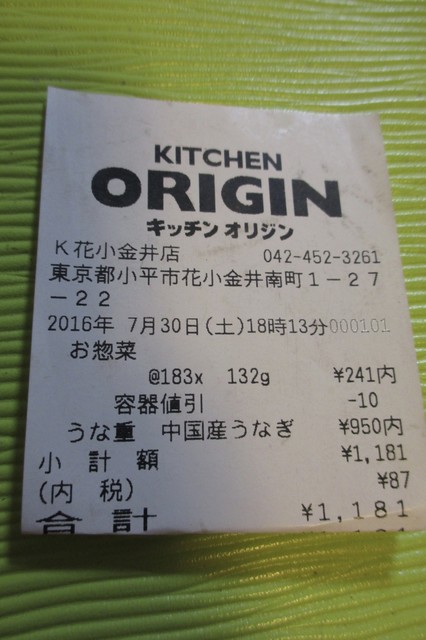 KITCHEN
ORIGIN
キッチン オリジン
K花小金井店 042-452-3261
東京都小平市花小金井南町1-27
-22
2016年 7月30日(土)18時13分000101
お惣菜
@183x 132g ¥241内
容器値引 -10
うな重 中国産うなぎ ¥950内
小計額 ¥1,181
(内 税) ¥87
合計 ¥1,181